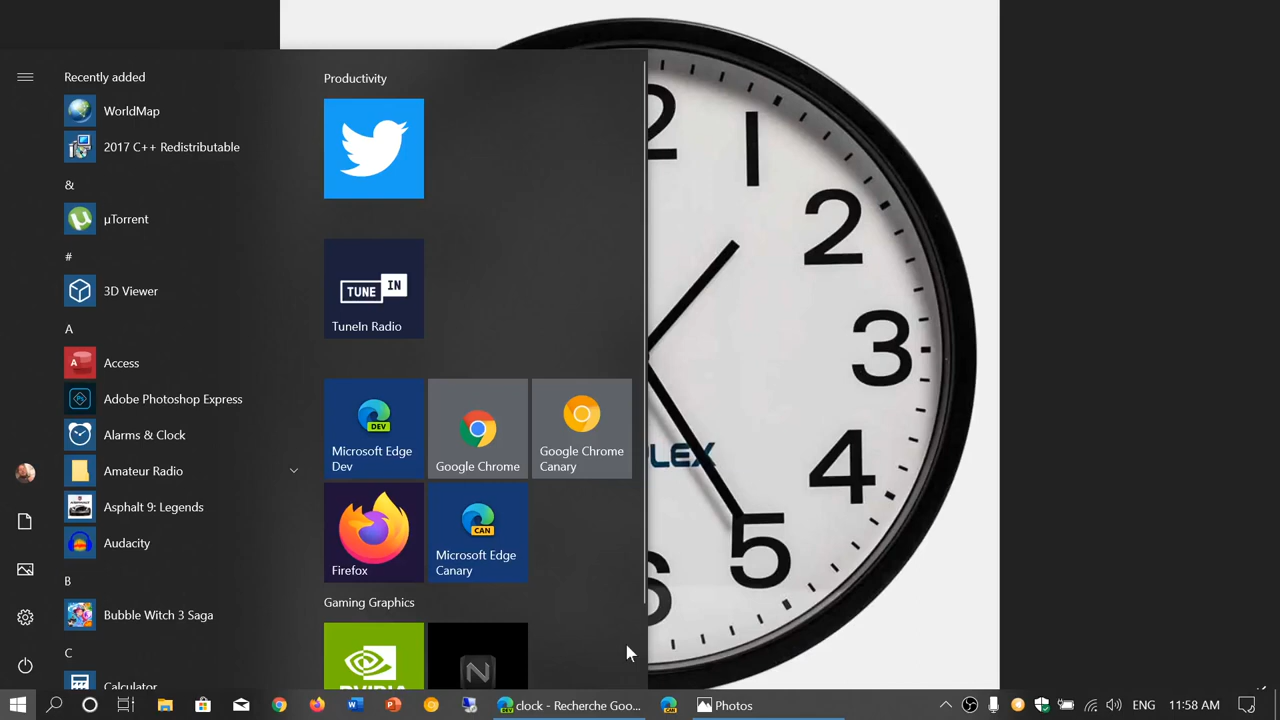 Recently added
WorldMap
2017 C++ Redistributable
&
µTorrent
#
3D Viewer
A
Access
Adobe Photoshop Express
Alarms & Clock
Amateur Radio
Asphalt 9: Legends
Audacity
B
Bubble Witch 3 Saga
C
Calculator
Productivity
TUNE IN
TuneIn Radio
DEV
Microsoft Edge
Dev
Google Chrome
Google Chrome
Canary
Firefox
CAN
Microsoft Edge
Canary
Gaming Graphics
NVIDIA
N
2
1
2
3
4
5
6
LEX
clock - Recherche Goo...
Photos
ENG
11:58 AM